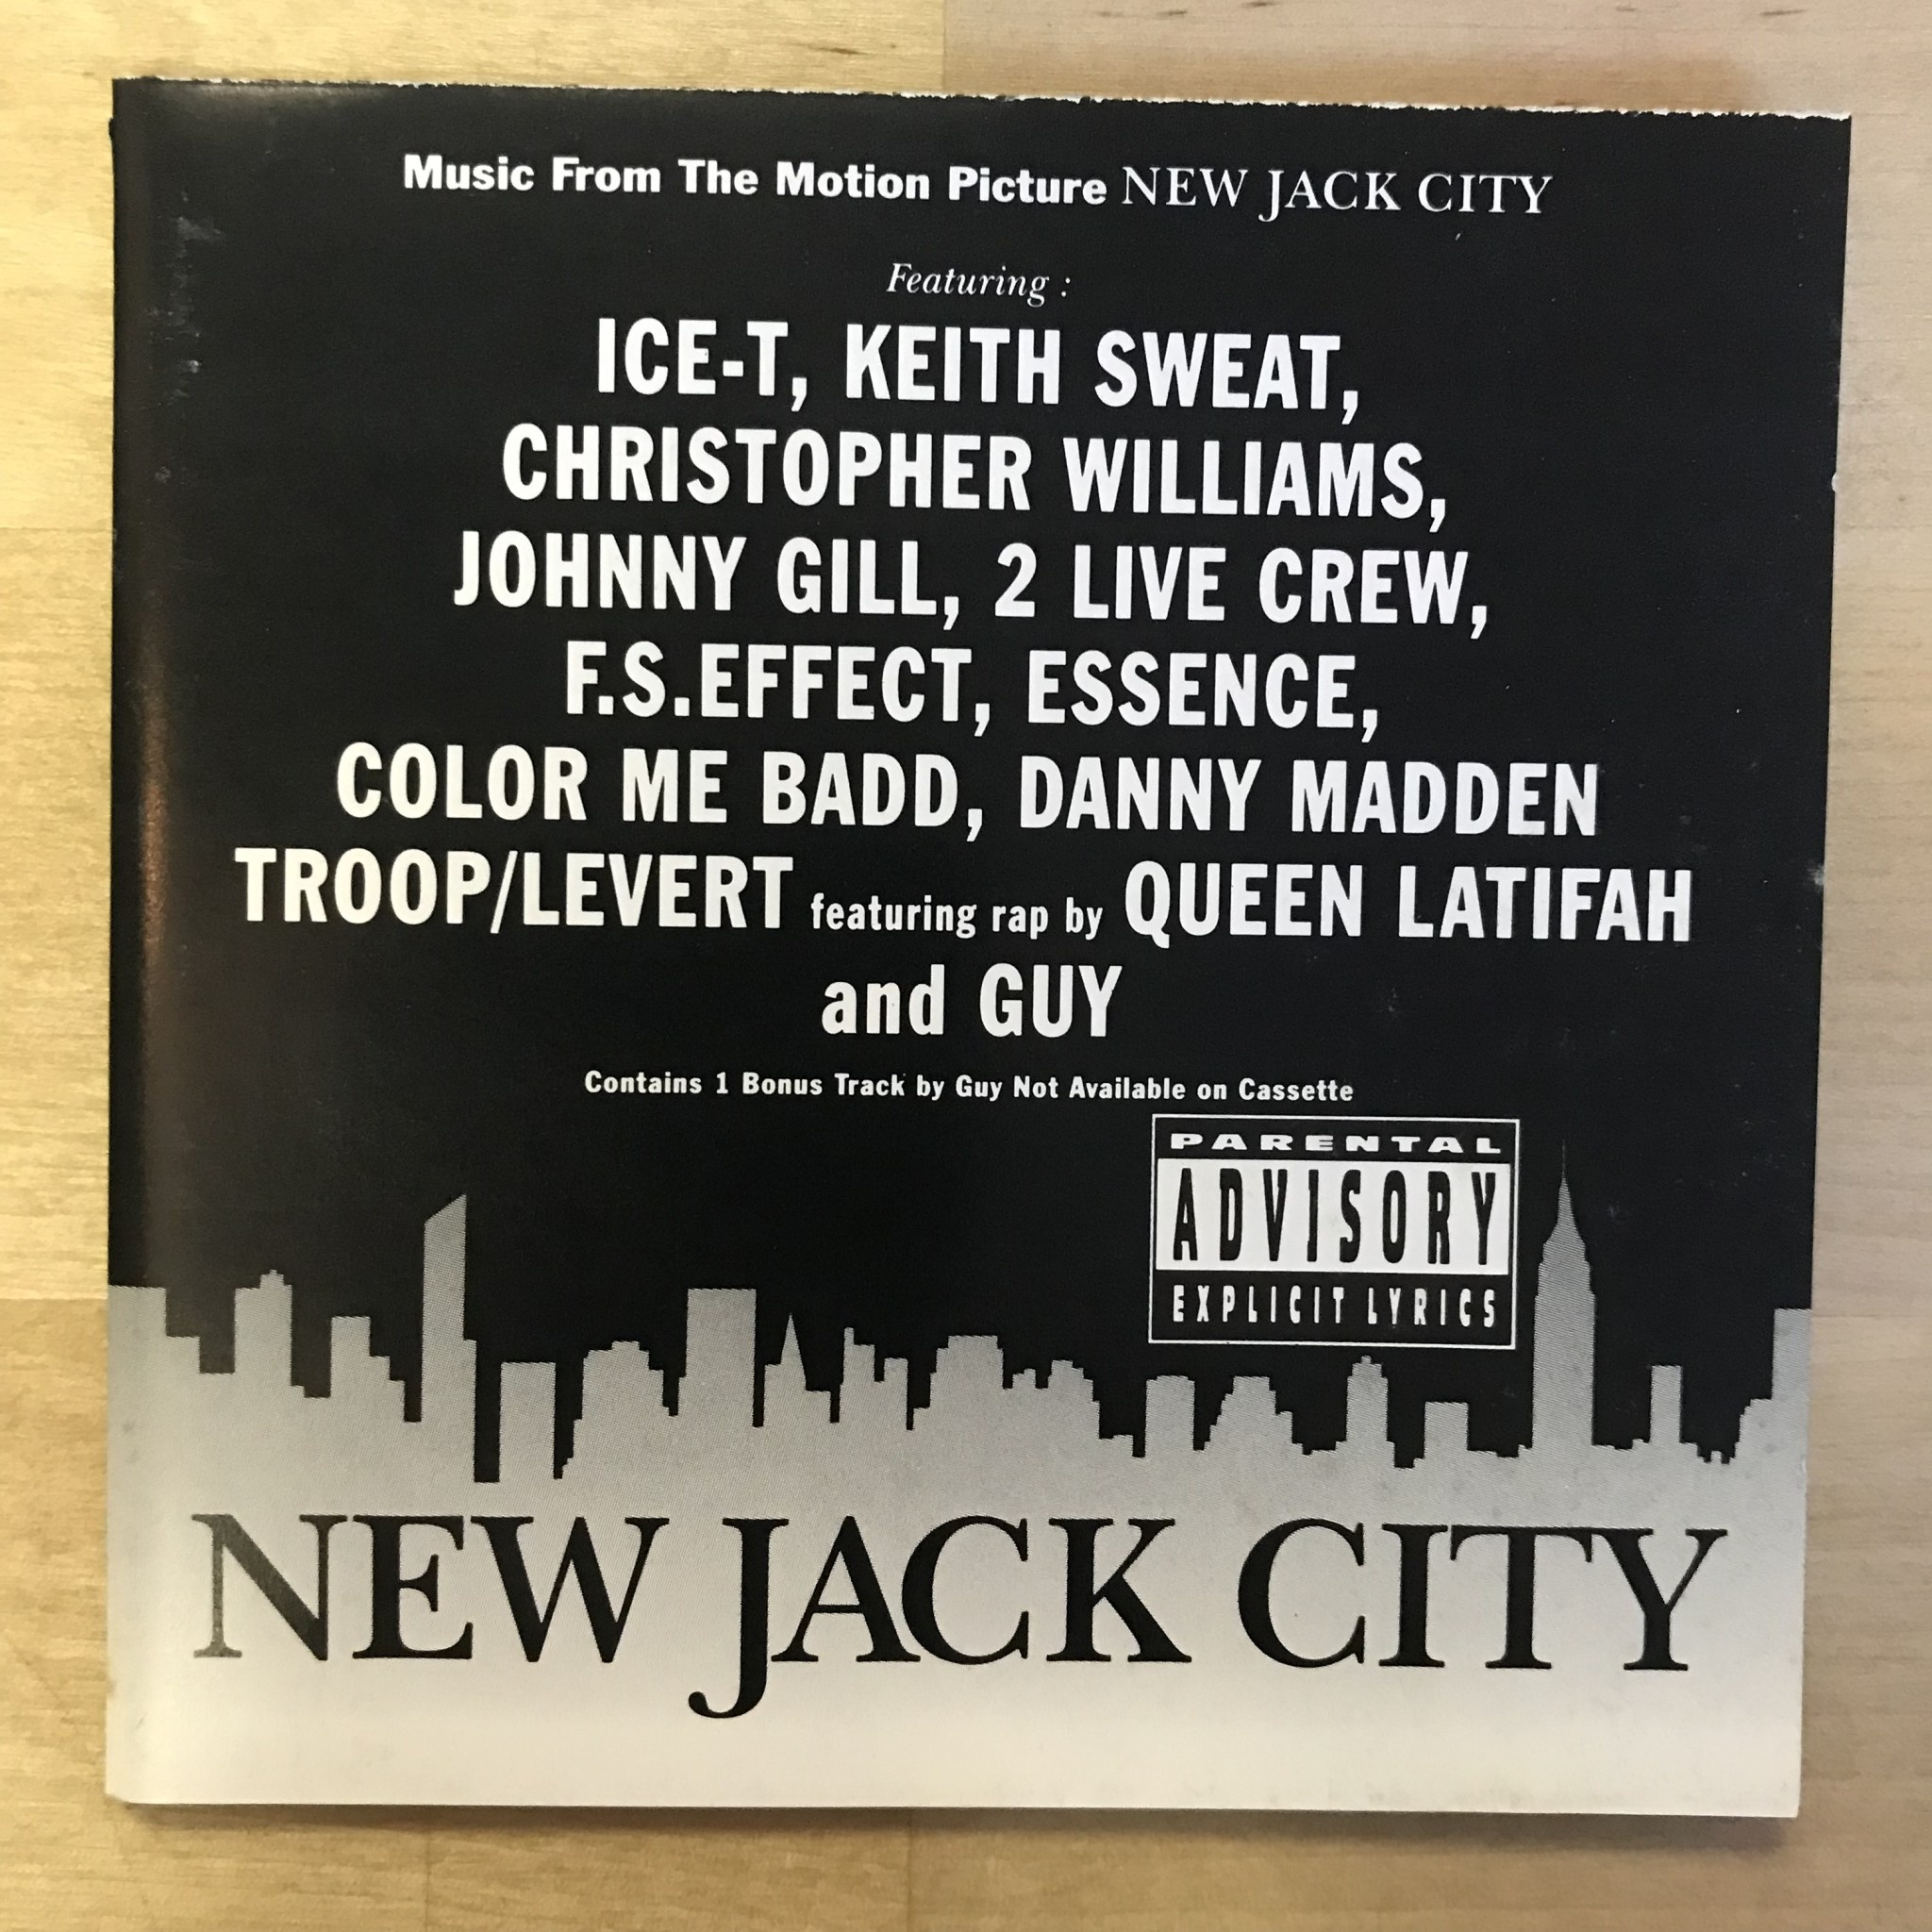 Music From The Motion Picture NEW JACK CITY
Featuring :
ICE-T, KEITH SWEAT,
CHRISTOPHER WILLIAMS,
JOHNNY GILL, 2 LIVE CREW,
F.S.EFFECT, ESSENCE,
COLOR ME BADD, DANNY MADDEN
TROOP/LEVERT featuring rap by QUEEN LATIFAH
and GUY
Contains 1 Bonus Track by Guy Not Available on Cassette
PARENTAL
ADVISORY
EXPLICIT LYRICS
NEW JACK CITY